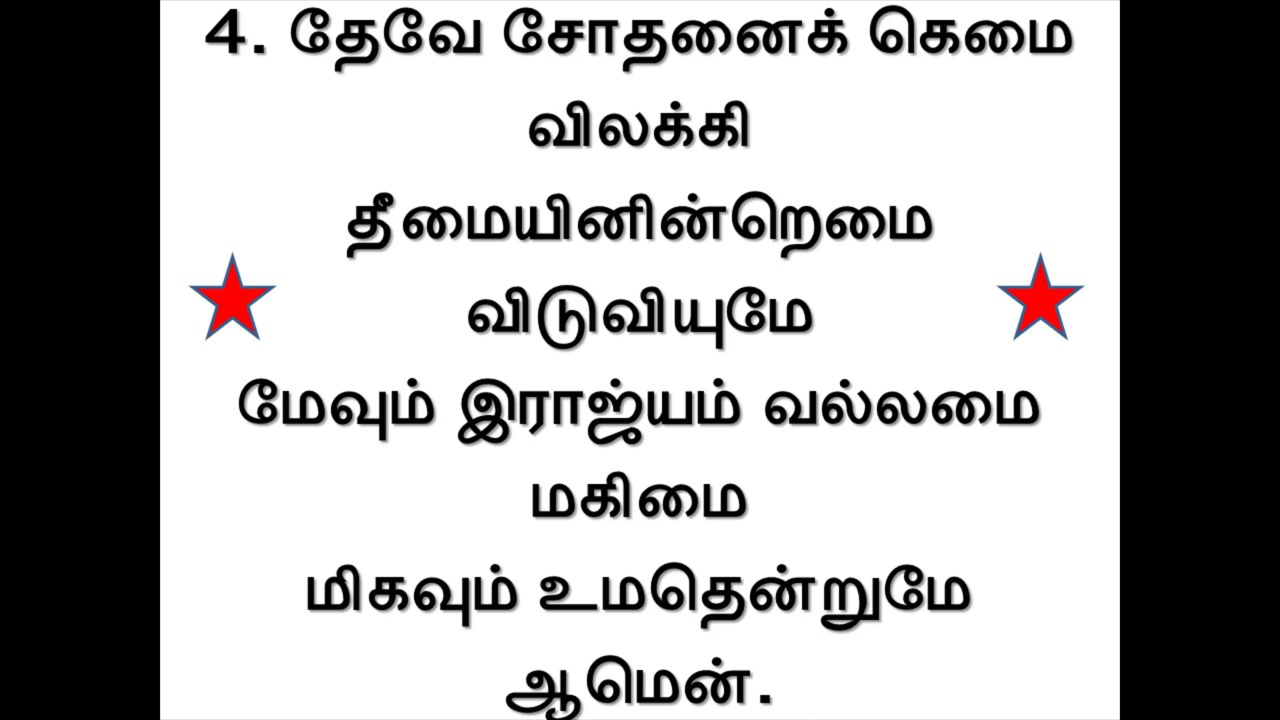 4. தேவே சோதனைக் கெமை
விலக்கி
தீமையினின்றெமை
விடுவியுமே
மேவும் இராஜ்யம் வல்லமை
மகிமை
மிகவும் உமதென்றுமே
ஆமென்.